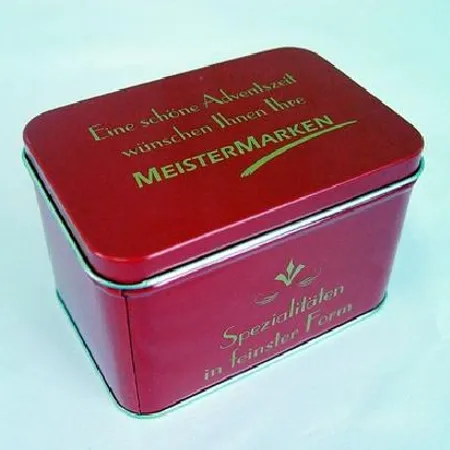 Eine schöne Adventszeit
wünschen Ihnen Ihre
MEISTERMARKEN
Spezialitäten
in feinster Form